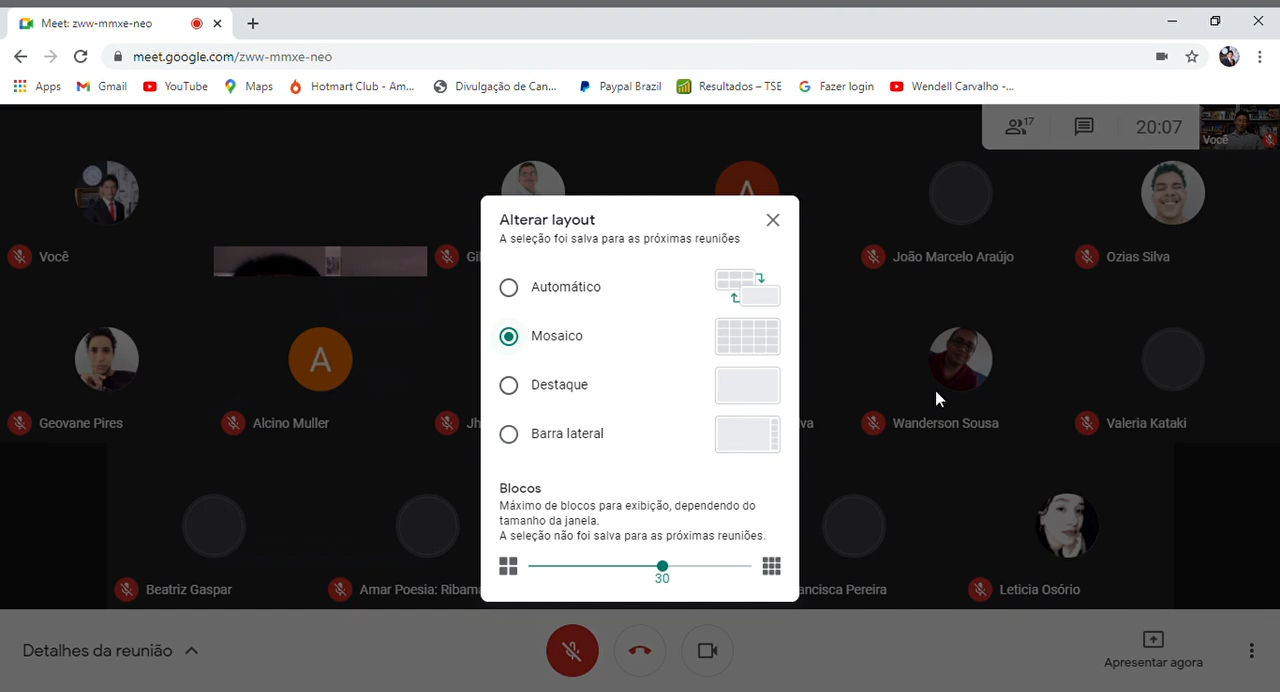 Meet: zww-mmxe-neo
meet.google.com/zww-mmxe-neo
Apps Gmail YouTube Maps Hotmart Club - Am... Divulgação de Can... Paypal Brazil Resultados – TSE Fazer login Wendell Carvalho -...
17 20:07 Você
A
Alterar layout
A seleção foi salva para as próximas reuniões
Você Gil João Marcelo Araújo Ozias Silva
Automático
Mosaico
A
Destaque
Geovane Pires Alcino Muller Jh va Wanderson Sousa Valeria Kataki
Barra lateral
Blocos
Máximo de blocos para exibição, dependendo do
tamanho da janela.
A seleção não foi salva para as próximas reuniões.
30
Beatriz Gaspar Amar Poesia: Ribama ancisca Pereira Leticia Osório
Detalhes da reunião
Apresentar agora